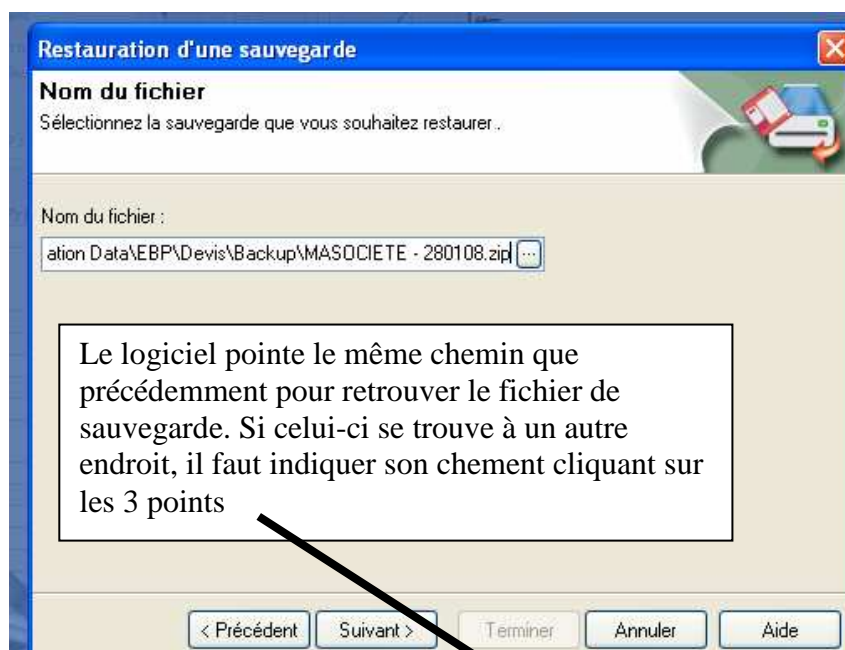 Restauration d'une sauvegarde
Nom du fichier
Sélectionnez la sauvegarde que vous souhaitez restaurer .
Nom du fichier :
ation Data\EBP\Devis\Backup\MASOCIETE - 280108.zip ...
Le logiciel pointe le même chemin que
précédemment pour retrouver le fichier de
sauvegarde. Si celui-ci se trouve à un autre
endroit, il faut indiquer son chement cliquant sur
les 3 points
< Précédent Suivant > Terminer Annuler Aide